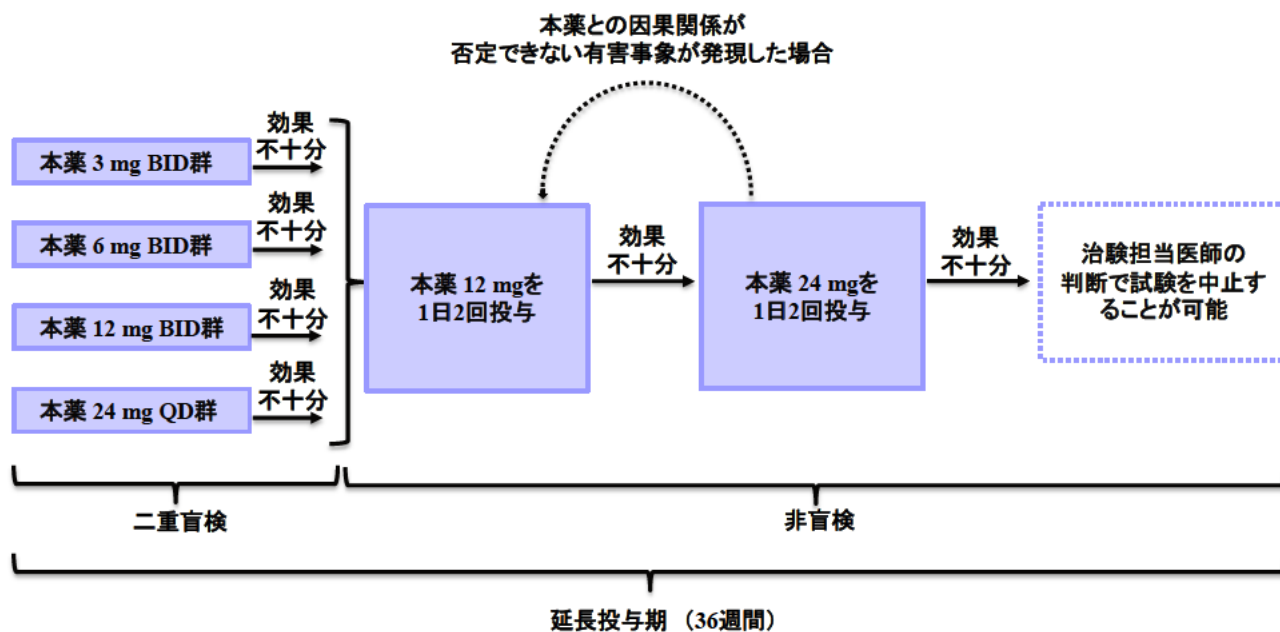 本薬との因果関係が
否定できない有害事象が発現した場合
効果
不十分
本薬 3 mg BID群
効果
不十分
本薬 6 mg BID群
効果
不十分
本薬 12 mg BID群
効果
不十分
本薬 24 mg QD群
本薬 12 mgを
1日2回投与
効果
不十分
本薬 24 mgを
1日2回投与
効果
不十分
治験担当医師の
判断で試験を中止す
ることが可能
二重盲検
非盲検
延長投与期 （36週間）